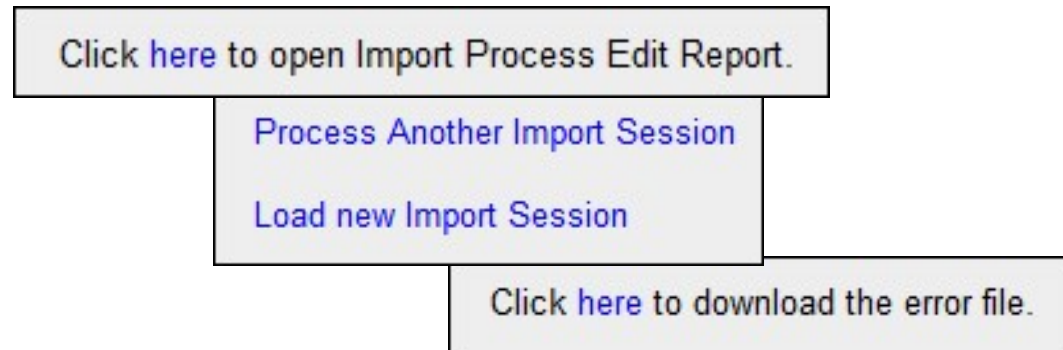 Click here to open Import Process Edit Report.
Process Another Import Session
Load new Import Session
Click here to download the error file.